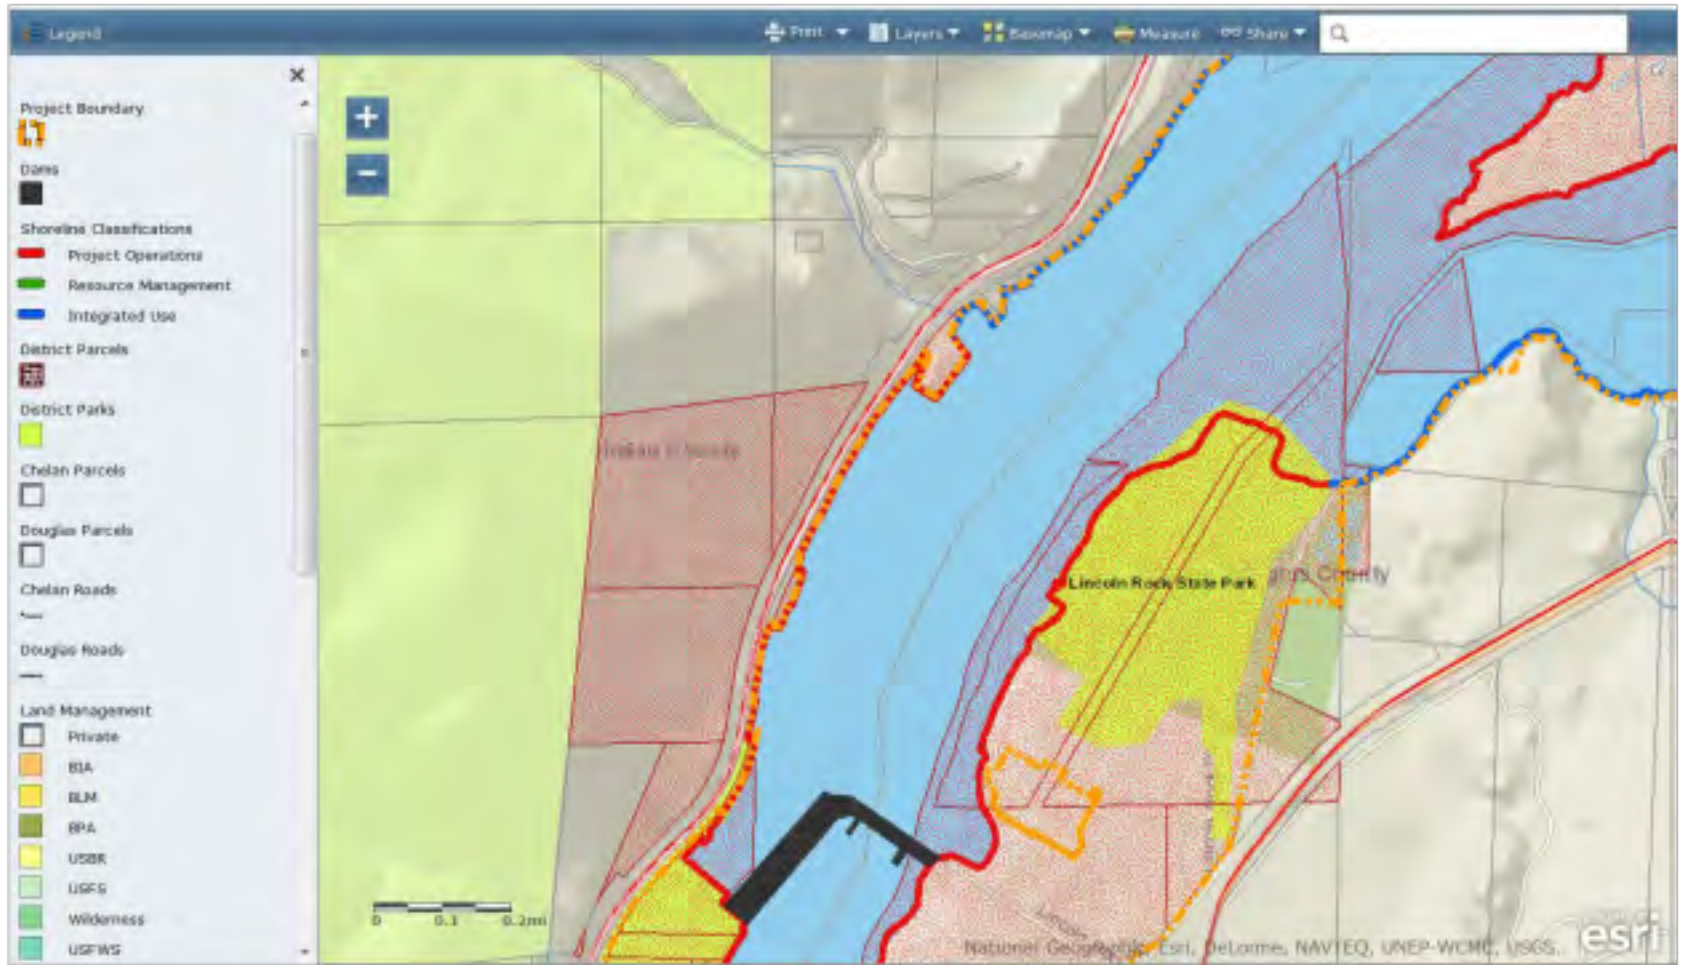 Legend
Print
Layers
Basemap
Measure
Share
Project Boundary
Dams
Shoreline Classifications
Project Operations
Resource Management
Integrated Use
District Parcels
District Parks
Chelan Parcels
Douglas Parcels
Chelan Roads
Douglas Roads
Land Management
Private
BIA
BLM
BPA
USBR
USFS
Wilderness
USFWS
Lincoln Rock State Park
County
Lincoln
0 0.1 0.2mi
National Geographic, Esri, DeLorme, NAVTEQ, UNEP-WCMC, USGS,
esri